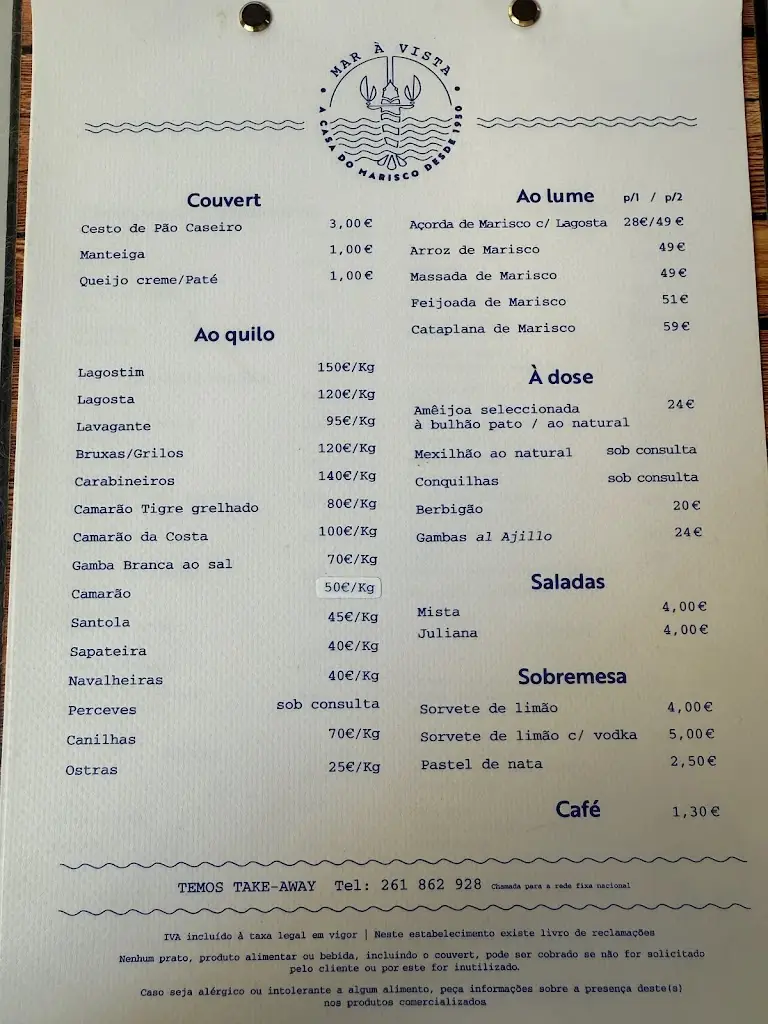 MAR À VISTA
A CASA DO MARISCO DESDE 1950
Couvert
Cesto de Pão Caseiro 3,00€
Manteiga 1,00€
Queijo creme/Paté 1,00€
Ao quilo
Lagostim 150€/Kg
Lagosta 120€/Kg
Lavagante 95€/Kg
Bruxas/Grilos 120€/Kg
Carabineiros 140€/Kg
Camarão Tigre grelhado 80€/Kg
Camarão da Costa 100€/Kg
Gamba Branca ao sal 70€/Kg
Camarão 50€/Kg
Santola 45€/Kg
Sapateira 40€/Kg
Navalheiras 40€/Kg
Perceves sob consulta
Canilhas 70€/Kg
Ostras 25€/Kg
Ao lume p/1 / p/2
Açorda de Marisco c/ Lagosta 28€/49€
Arroz de Marisco 49€
Massada de Marisco 49€
Feijoada de Marisco 51€
Cataplana de Marisco 59€
À dose
Amêijoa seleccionada 24€
à bulhão pato / ao natural
Mexilhão ao natural sob consulta
Conquilhas sob consulta
Berbigão 20€
Gambas al Ajillo 24€
Saladas
Mista 4,00€
Juliana 4,00€
Sobremesa
Sorvete de limão 4,00€
Sorvete de limão c/ vodka 5,00€
Pastel de nata 2,50€
Café 1,30€
TEMOS TAKE-AWAY Tel: 261 862 928 Chamada para a rede fixa nacional
IVA incluído à taxa legal em vigor | Neste estabelecimento existe livro de reclamações
Nenhum prato, produto alimentar ou bebida, incluindo o couvert, pode ser cobrado se não for solicitado
pelo cliente ou por este for inutilizado.
Caso seja alérgico ou intolerante a algum alimento, peça informações sobre a presença deste(s)
nos produtos comercializados